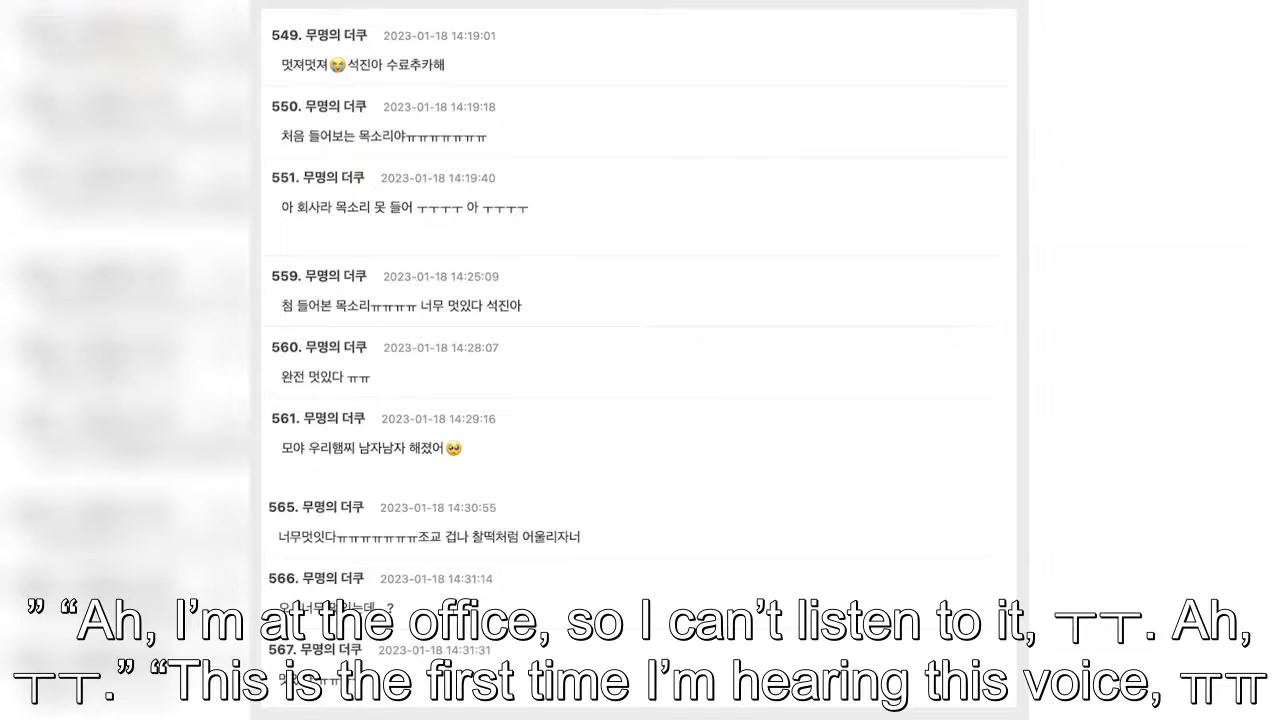 549. 무명의 더쿠 2023-01-18 14:19:01
멋져멋져😭석진아 수료추카해
550. 무명의 더쿠 2023-01-18 14:19:18
처음 들어보는 목소리야ㅠㅠㅠㅠㅠㅠㅠ
551. 무명의 더쿠 2023-01-18 14:19:40
아 회사라 목소리 못 들어 ㅜㅜㅜㅜ 아 ㅜㅜㅜㅜ
559. 무명의 더쿠 2023-01-18 14:25:09
첨 들어본 목소리ㅠㅠㅠㅠ 너무 멋있다 석진아
560. 무명의 더쿠 2023-01-18 14:28:07
완전 멋있다 ㅠㅠ
561. 무명의 더쿠 2023-01-18 14:29:16
모야 우리햄찌 남자남자 해졌어🥺
565. 무명의 더쿠 2023-01-18 14:30:55
너무멋잇다ㅠㅠㅠㅠㅠㅠㅠ조교 겁나 찰떡처럼 어울리자너
566. 무명의 더쿠 2023-01-18 14:31:14
” “Ah, I’m at the office, so I can’t listen to it, ㅜㅜ. Ah,
567. 무명의 더쿠 2023-01-18 14:31:31
ㅜㅜ.” “This is the first time I’m hearing this voice, ㅠㅠ